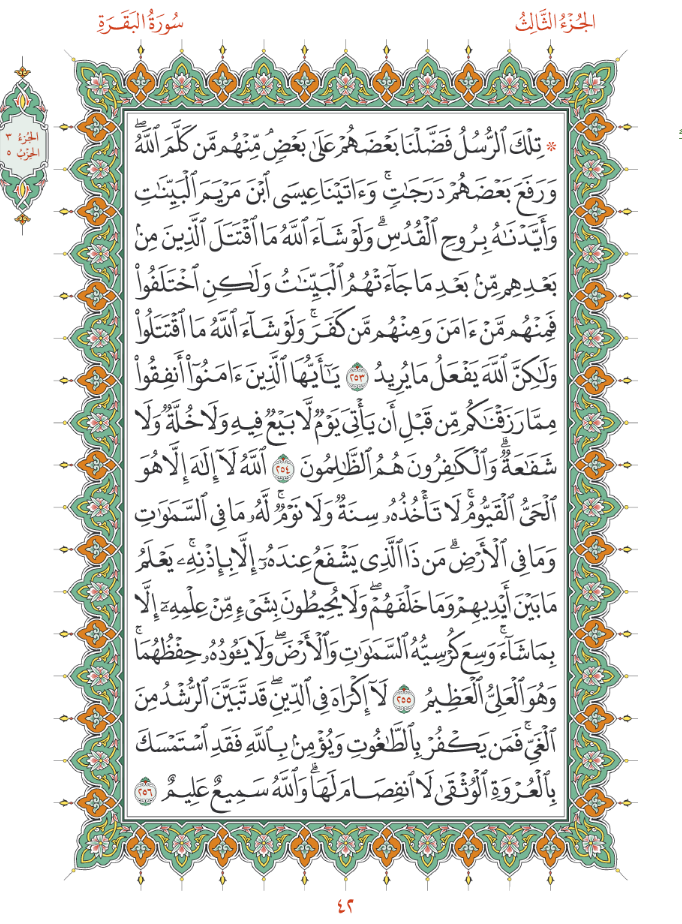 الجُزْءُ الثَّالِثُ
سُورَةُ البَقَرَةِ
الجُزْءُ ٣
الحِزْبُ ٥
۞ تِلْكَ ٱلرُّسُلُ فَضَّلْنَا بَعْضَهُمْ عَلَىٰ بَعْضٖۘ مِّنْهُم مَّن كَلَّمَ ٱللَّهُۖ
وَرَفَعَ بَعْضَهُمْ دَرَجَٰتٖۚ وَءَاتَيْنَا عِيسَى ٱبْنَ مَرْيَمَ ٱلْبَيِّنَٰتِ
وَأَيَّدْنَٰهُ بِرُوحِ ٱلْقُدُسِۗ وَلَوْ شَآءَ ٱللَّهُ مَا ٱقْتَتَلَ ٱلَّذِينَ مِنۢ
بَعْدِهِم مِّنۢ بَعْدِ مَا جَآءَتْهُمُ ٱلْبَيِّنَٰتُ وَلَٰكِنِ ٱخْتَلَفُوا۟
فَمِنْهُم مَّنْ ءَامَنَ وَمِنْهُم مَّن كَفَرَۚ وَلَوْ شَآءَ ٱللَّهُ مَا ٱقْتَتَلُوا۟
وَلَٰكِنَّ ٱللَّهَ يَفْعَلُ مَا يُرِيدُ ٢٥٣ يَٰٓأَيُّهَا ٱلَّذِينَ ءَامَنُوٓا۟ أَنفِقُوا۟
مِمَّا رَزَقْنَٰكُم مِّن قَبْلِ أَن يَأْتِىَ يَوْمٌ لَّا بَيْعٌ فِيهِ وَلَا خُلَّةٌ وَلَا
شَفَٰعَةٌۗ وَٱلْكَٰفِرُونَ هُمُ ٱلظَّٰلِمُونَ ٢٥٤ ٱللَّهُ لَآ إِلَٰهَ إِلَّا هُوَ
ٱلْحَىُّ ٱلْقَيُّومُۚ لَا تَأْخُذُهُۥ سِنَةٌ وَلَا نَوْمٌۚ لَّهُۥ مَا فِى ٱلسَّمَٰوَٰتِ
وَمَا فِى ٱلْأَرْضِۗ مَن ذَا ٱلَّذِى يَشْفَعُ عِندَهُۥٓ إِلَّا بِإِذْنِهِۦۚ يَعْلَمُ
مَا بَيْنَ أَيْدِيهِمْ وَمَا خَلْفَهُمْۖ وَلَا يُحِيطُونَ بِشَىْءٍ مِّنْ عِلْمِهِۦٓ إِلَّا
بِمَا شَآءَۚ وَسِعَ كُرْسِيُّهُ ٱلسَّمَٰوَٰتِ وَٱلْأَرْضَۖ وَلَا يَـُٔودُهُۥ حِفْظُهُمَاۚ
وَهُوَ ٱلْعَلِىُّ ٱلْعَظِيمُ ٢٥٥ لَآ إِكْرَاهَ فِى ٱلدِّينِۖ قَد تَّبَيَّنَ ٱلرُّشْدُ مِنَ
ٱلْغَىِّۚ فَمَن يَكْفُرْ بِٱلطَّٰغُوتِ وَيُؤْمِنۢ بِٱللَّهِ فَقَدِ ٱسْتَمْسَكَ
بِٱلْعُرْوَةِ ٱلْوُثْقَىٰ لَا ٱنفِصَامَ لَهَاۗ وَٱللَّهُ سَمِيعٌ عَلِيمٌ ٢٥٦
٤٢